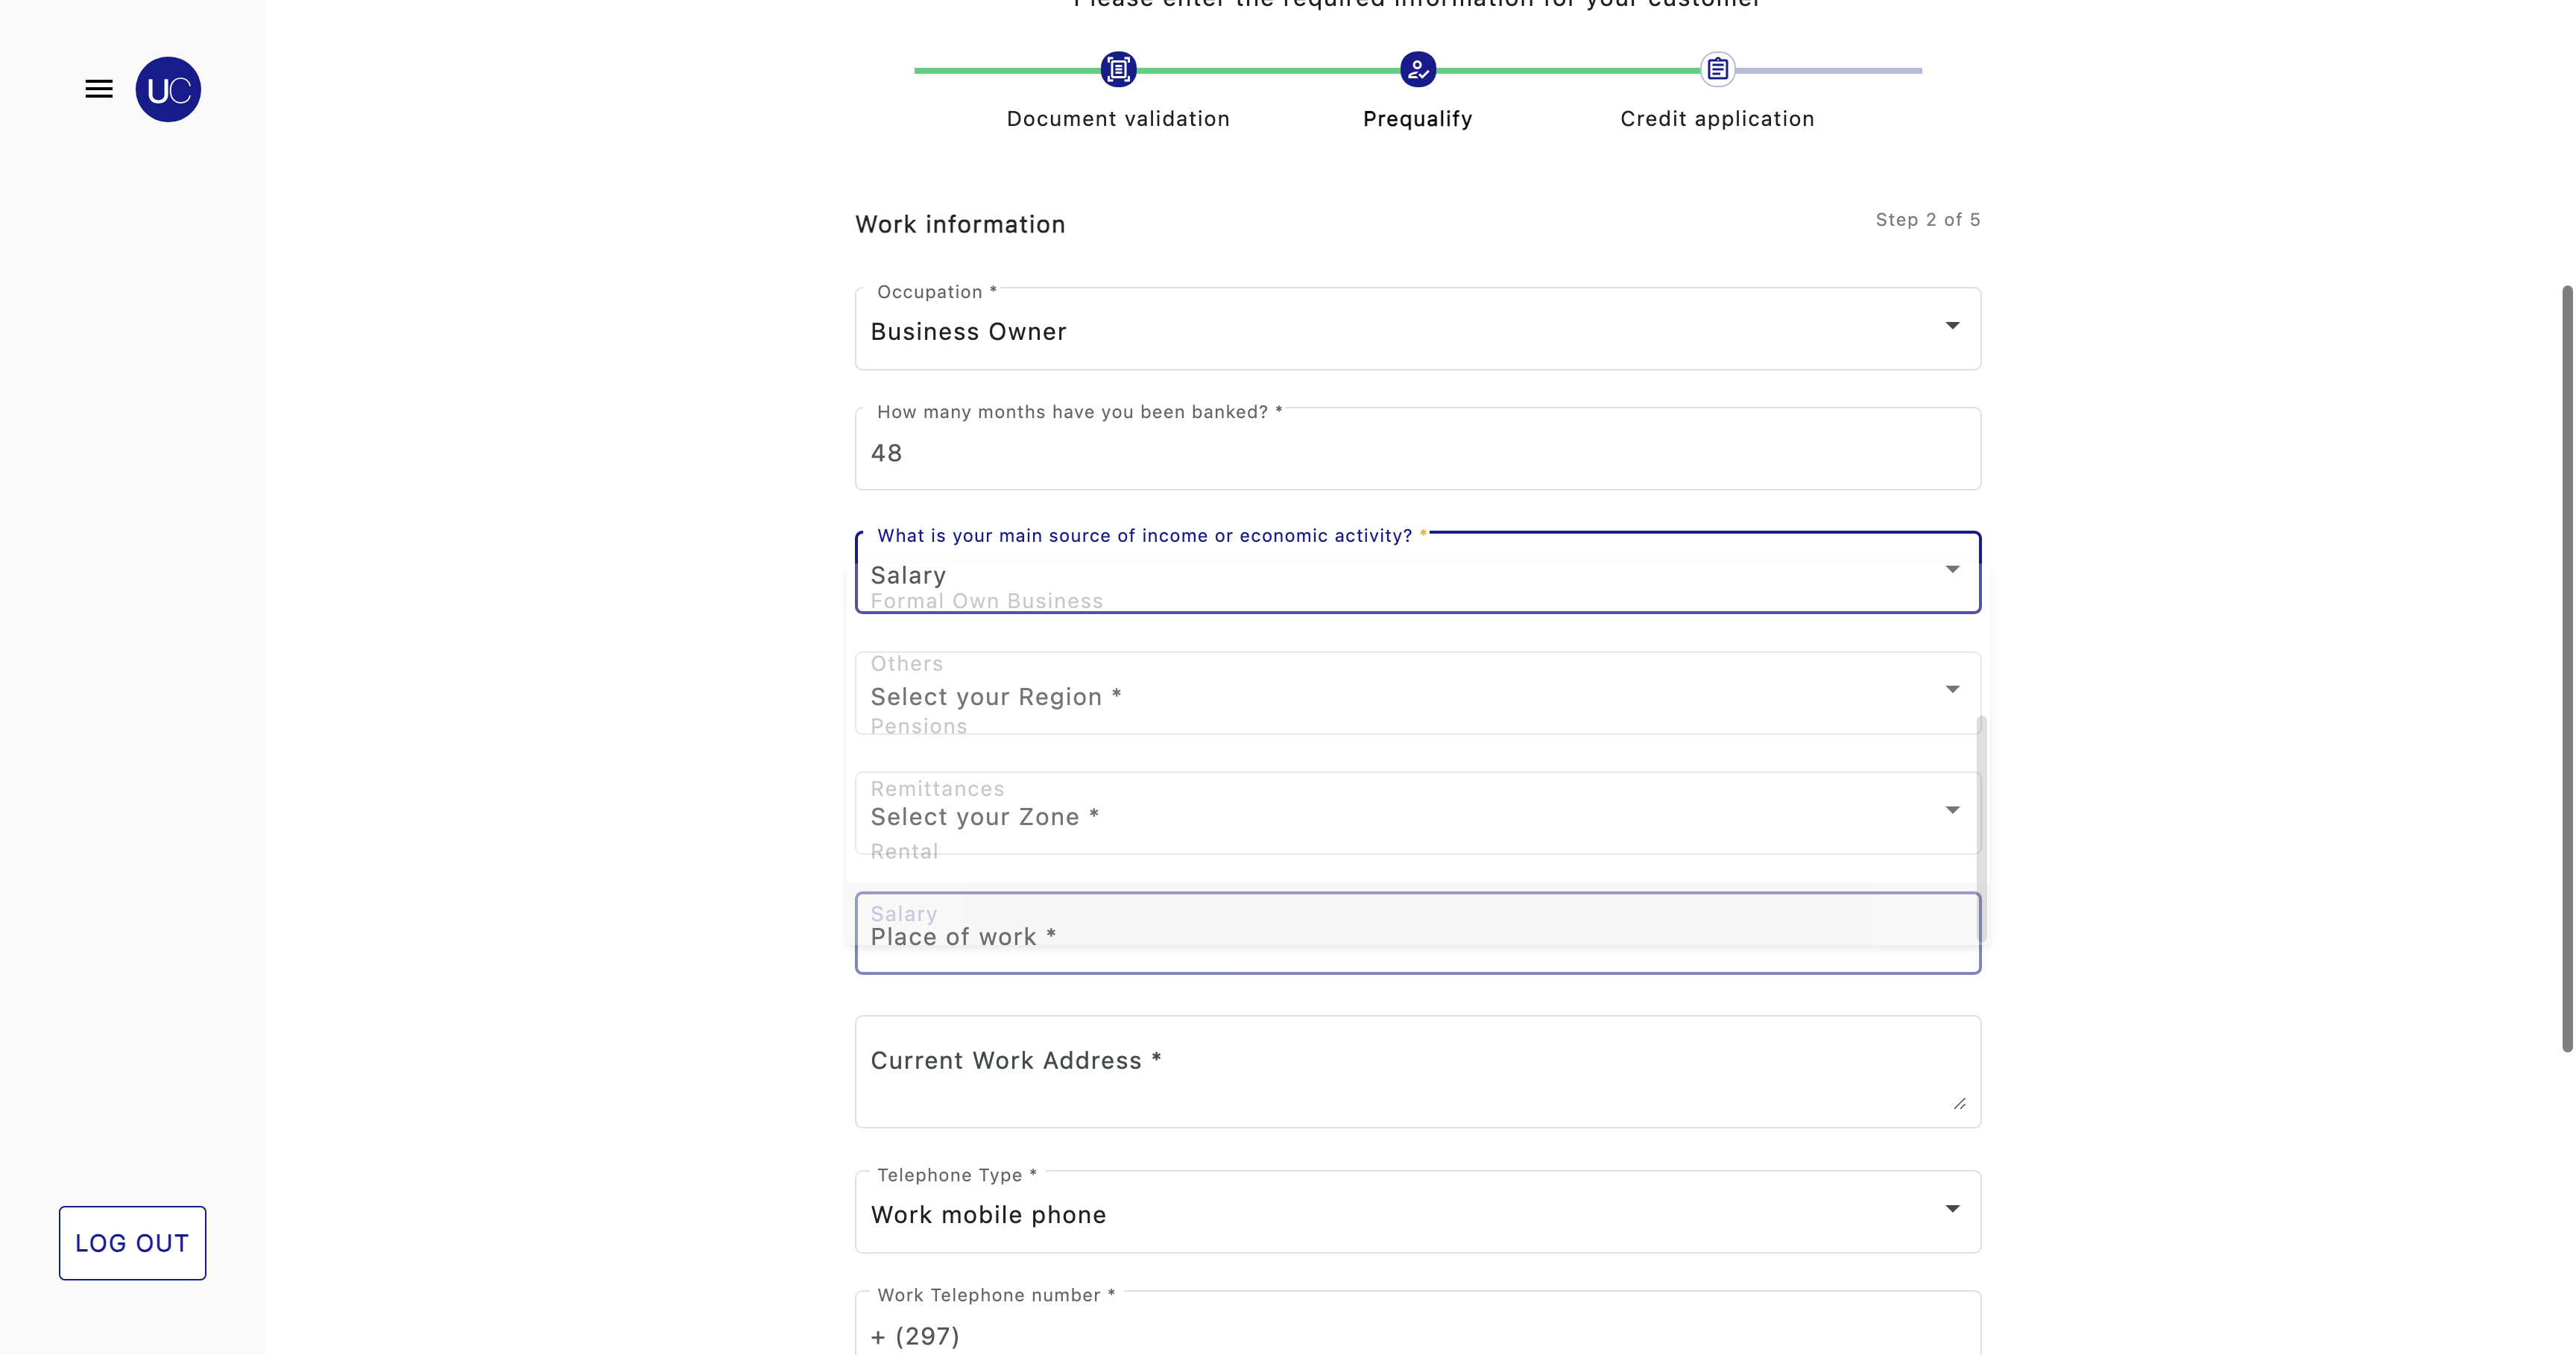 Please enter the required information for your customer
UC
Document validation
Prequalify
Credit application
Work information
Step 2 of 5
Occupation *
Business Owner
How many months have you been banked? *
48
What is your main source of income or economic activity? *
Salary
Formal Own Business
Others
Select your Region *
Pensions
Remittances
Select your Zone *
Rental
Salary
Place of work *
Current Work Address *
Telephone Type *
Work mobile phone
LOG OUT
Work Telephone number *
+ (297)